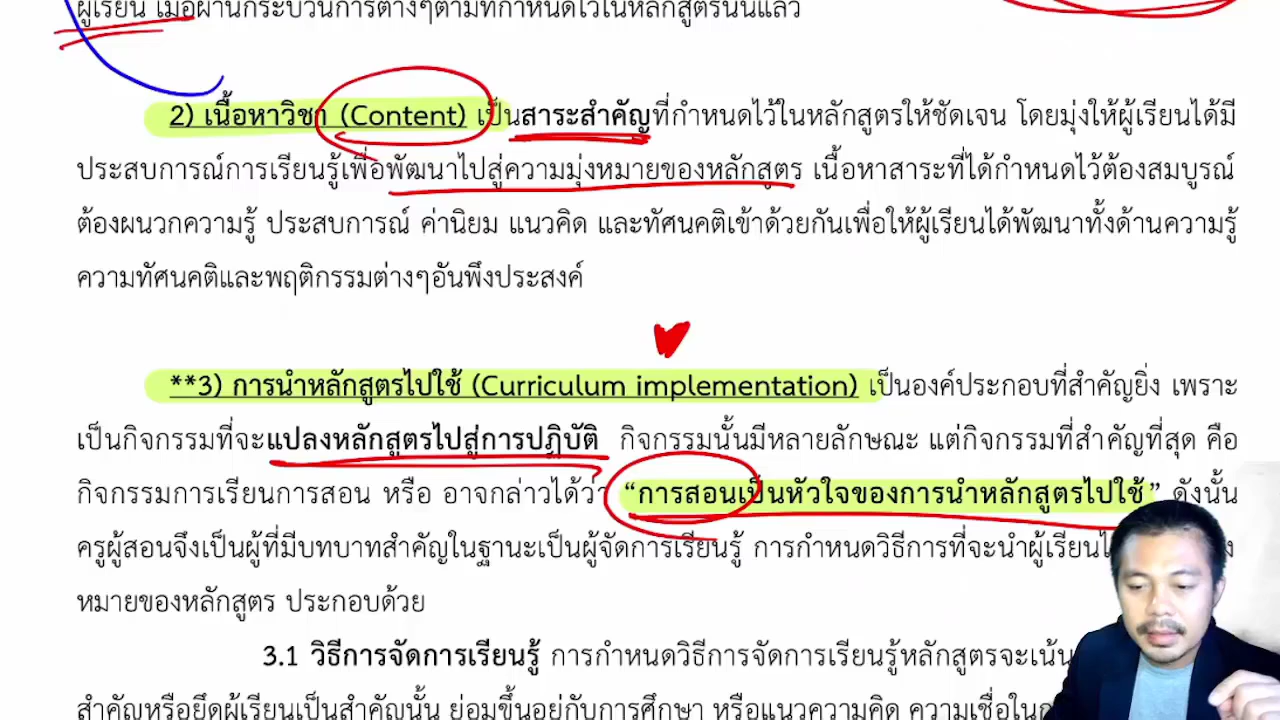 ผู้เรียน เมื่อผ่านกระบวนการต่างๆตามที่กำหนดไว้ในหลักสูตรนั้นแล้ว
2) เนื้อหาวิชา (Content) เป็นสาระสำคัญที่กำหนดไว้ในหลักสูตรให้ชัดเจน โดยมุ่งให้ผู้เรียนได้มี
ประสบการณ์การเรียนรู้เพื่อพัฒนาไปสู่ความมุ่งหมายของหลักสูตร เนื้อหาสาระที่ได้กำหนดไว้ต้องสมบูรณ์
ต้องผนวกความรู้ ประสบการณ์ ค่านิยม แนวคิด และทัศนคติเข้าด้วยกันเพื่อให้ผู้เรียนได้พัฒนาทั้งด้านความรู้
ความทัศนคติและพฤติกรรมต่างๆอันพึงประสงค์
**3) การนำหลักสูตรไปใช้ (Curriculum implementation) เป็นองค์ประกอบที่สำคัญยิ่ง เพราะ
เป็นกิจกรรมที่จะแปลงหลักสูตรไปสู่การปฏิบัติ กิจกรรมนั้นมีหลายลักษณะ แต่กิจกรรมที่สำคัญที่สุด คือ
กิจกรรมการเรียนการสอน หรือ อาจกล่าวได้ว่า “การสอนเป็นหัวใจของการนำหลักสูตรไปใช้” ดังนั้น
ครูผู้สอนจึงเป็นผู้ที่มีบทบาทสำคัญในฐานะเป็นผู้จัดการเรียนรู้ การกำหนดวิธีการที่จะนำผู้เรียน
หมายของหลักสูตร ประกอบด้วย
3.1 วิธีการจัดการเรียนรู้ การกำหนดวิธีการจัดการเรียนรู้หลักสูตรจะเน้น
สำคัญหรือยึดผู้เรียนเป็นสำคัญนั้น ย่อมขึ้นอยู่กับการศึกษา หรือแนวความคิด ความเชื่อใน